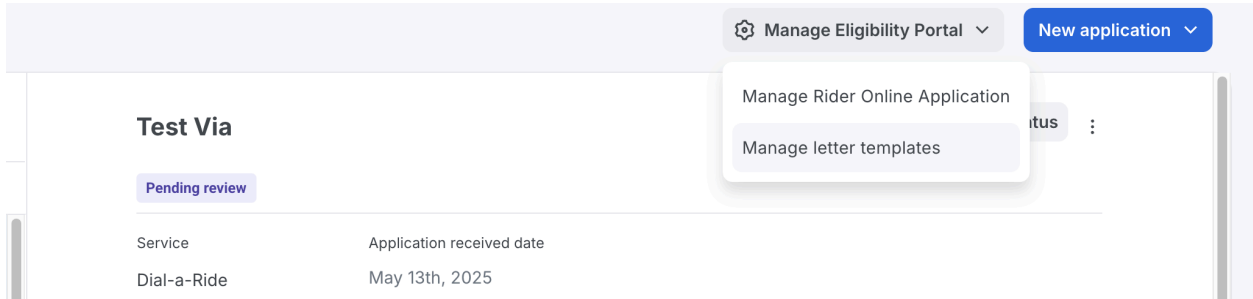 Manage Eligibility Portal
New application
Manage Rider Online Application
Manage letter templates
Test Via
Pending review
Service
Application received date
Dial-a-Ride
May 13th, 2025